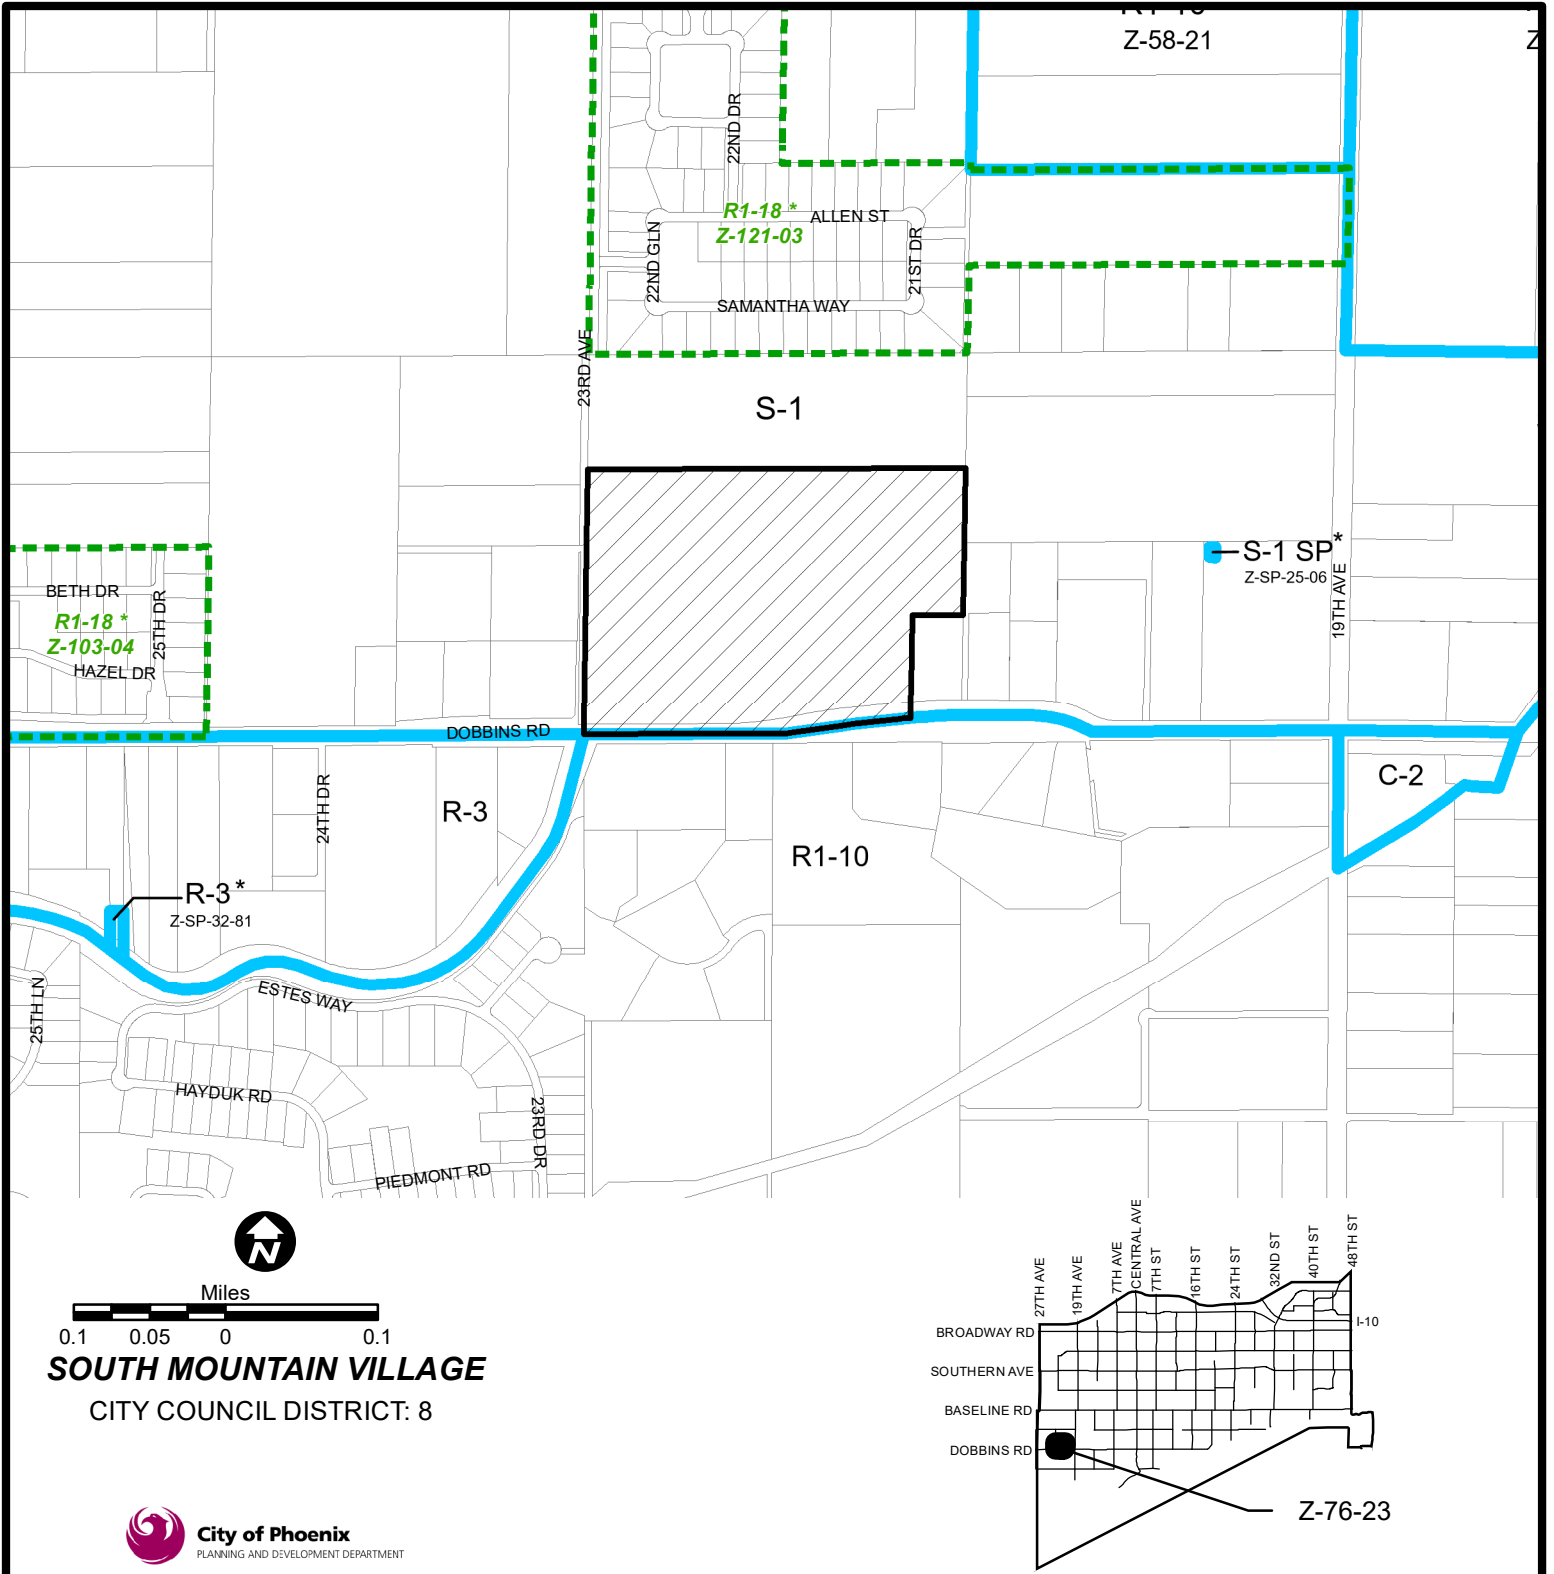 Z-58-21
Z
22ND DR
R1-18 *
Z-121-03
ALLEN ST
22ND GLN
21ST DR
SAMANTHA WAY
23RD AVE
S-1
S-1 SP*
Z-SP-25-06
19TH AVE
BETH DR
R1-18 *
Z-103-04
25TH DR
HAZEL DR
DOBBINS RD
24TH DR
R-3
C-2
R1-10
R-3*
Z-SP-32-81
25TH LN
ESTES WAY
HAYDUK RD
23RD DR
PIEDMONT RD
N
Miles
0.1 0.05 0 0.1
SOUTH MOUNTAIN VILLAGE
CITY COUNCIL DISTRICT: 8
City of Phoenix
PLANNING AND DEVELOPMENT DEPARTMENT
27TH AVE
19TH AVE
7TH AVE
CENTRAL AVE
7TH ST
16TH ST
24TH ST
32ND ST
40TH ST
48TH ST
I-10
BROADWAY RD
SOUTHERN AVE
BASELINE RD
DOBBINS RD
Z-76-23